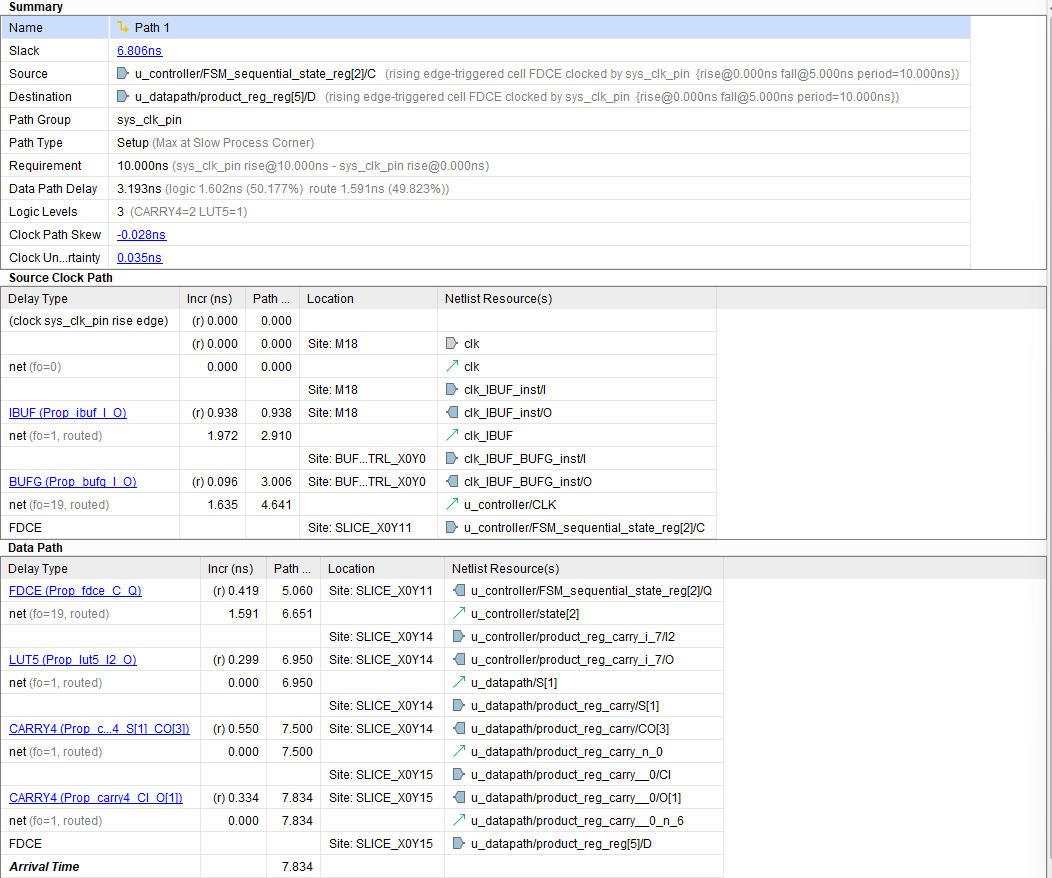 Summary
Name Path 1
Slack 6.806ns
Source u_controller/FSM_sequential_state_reg[2]/C (rising edge-triggered cell FDCE clocked by sys_clk_pin {rise@0.000ns fall@5.000ns period=10.000ns})
Destination u_datapath/product_reg_reg[5]/D (rising edge-triggered cell FDCE clocked by sys_clk_pin {rise@0.000ns fall@5.000ns period=10.000ns})
Path Group sys_clk_pin
Path Type Setup (Max at Slow Process Corner)
Requirement 10.000ns (sys_clk_pin rise@10.000ns - sys_clk_pin rise@0.000ns)
Data Path Delay 3.193ns (logic 1.602ns (50.177%) route 1.591ns (49.823%))
Logic Levels 3 (CARRY4=2 LUT5=1)
Clock Path Skew -0.028ns
Clock Un...rtainty 0.035ns
Source Clock Path
Delay Type Incr (ns) Path ... Location Netlist Resource(s)
(clock sys_clk_pin rise edge) (r) 0.000 0.000
(r) 0.000 0.000 Site: M18 clk
net (fo=0) 0.000 0.000 clk
Site: M18 clk_IBUF_inst/I
IBUF (Prop_ibuf_I_O) (r) 0.938 0.938 Site: M18 clk_IBUF_inst/O
net (fo=1, routed) 1.972 2.910 clk_IBUF
Site: BUF...TRL_X0Y0 clk_IBUF_BUFG_inst/I
BUFG (Prop_bufg_I_O) (r) 0.096 3.006 Site: BUF...TRL_X0Y0 clk_IBUF_BUFG_inst/O
net (fo=19, routed) 1.635 4.641 u_controller/CLK
FDCE Site: SLICE_X0Y11 u_controller/FSM_sequential_state_reg[2]/C
Data Path
Delay Type Incr (ns) Path ... Location Netlist Resource(s)
FDCE (Prop_fdce_C_Q) (r) 0.419 5.060 Site: SLICE_X0Y11 u_controller/FSM_sequential_state_reg[2]/Q
net (fo=19, routed) 1.591 6.651 u_controller/state[2]
Site: SLICE_X0Y14 u_controller/product_reg_carry_i_7/I2
LUT5 (Prop_lut5_I2_O) (r) 0.299 6.950 Site: SLICE_X0Y14 u_controller/product_reg_carry_i_7/O
net (fo=1, routed) 0.000 6.950 u_datapath/S[1]
Site: SLICE_X0Y14 u_datapath/product_reg_carry/S[1]
CARRY4 (Prop_c...4_S[1]_CO[3]) (r) 0.550 7.500 Site: SLICE_X0Y14 u_datapath/product_reg_carry/CO[3]
net (fo=1, routed) 0.000 7.500 u_datapath/product_reg_carry_n_0
Site: SLICE_X0Y15 u_datapath/product_reg_carry__0/CI
CARRY4 (Prop_carry4_CI_O[1]) (r) 0.334 7.834 Site: SLICE_X0Y15 u_datapath/product_reg_carry__0/O[1]
net (fo=1, routed) 0.000 7.834 u_datapath/product_reg_carry__0_n_6
FDCE Site: SLICE_X0Y15 u_datapath/product_reg_reg[5]/D
Arrival Time 7.834